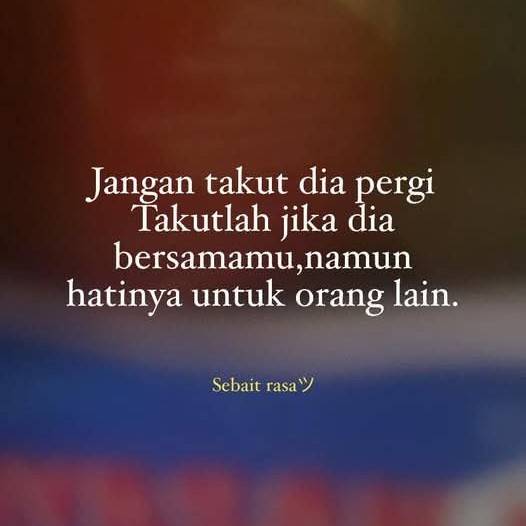 Jangan takut dia pergi
Takutlah jika dia
bersamamu,namun
hatinya untuk orang lain.
Sebait rasaツ